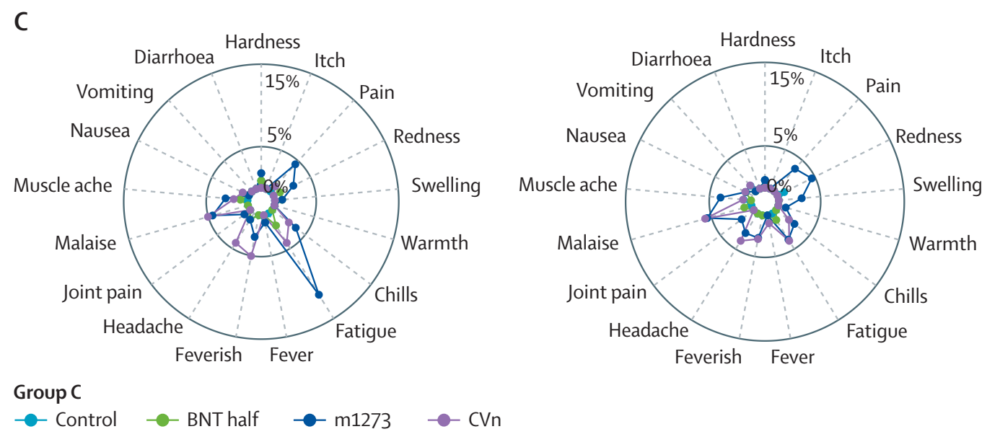 C
Hardness
Itch
Pain
Redness
Swelling
Warmth
Chills
Fatigue
Fever
Feverish
Headache
Joint pain
Malaise
Muscle ache
Nausea
Vomiting
Diarrhoea
15%
5%
0%
Hardness
Itch
Pain
Redness
Swelling
Warmth
Chills
Fatigue
Fever
Feverish
Headache
Joint pain
Malaise
Muscle ache
Nausea
Vomiting
Diarrhoea
15%
5%
0%
Group C
Control BNT half m1273 CVn